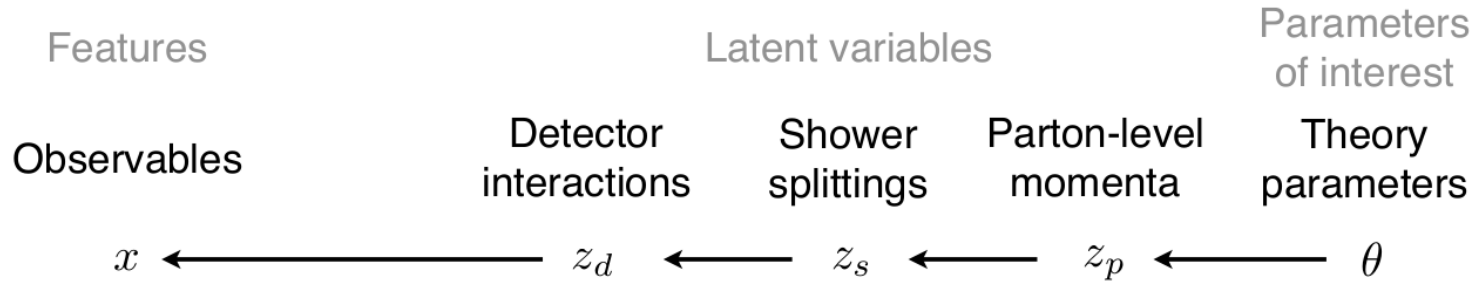 Features
Latent variables
Parameters
of interest
Observables
Detector
interactions
Shower
splittings
Parton-level
momenta
Theory
parameters
x ← z_d ← z_s ← z_p ← θ